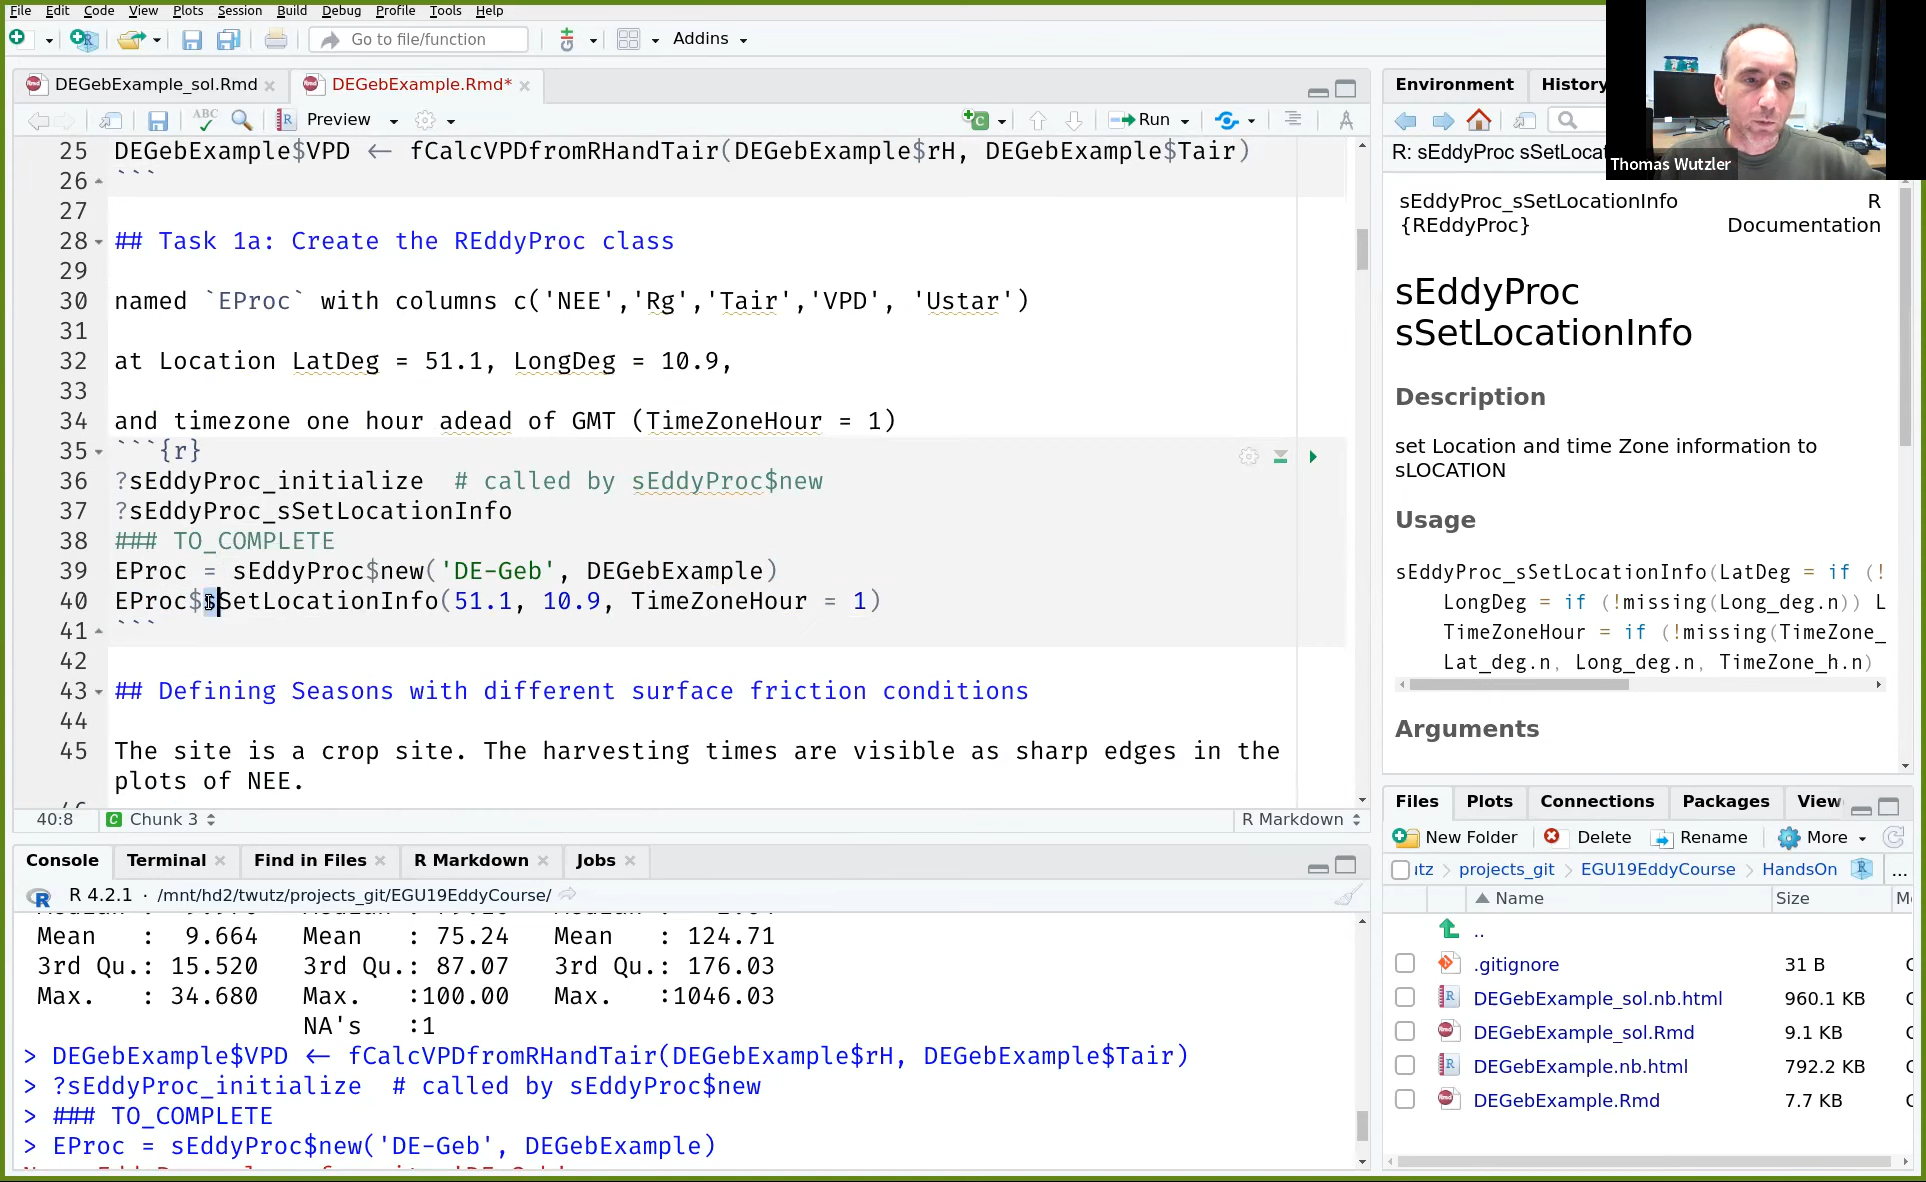 File Edit Code View Plots Session Build Debug Profile Tools Help
Go to file/function
Addins
DEGebExample_sol.Rmd
DEGebExample.Rmd*
ABC
Preview
Run
25 DEGebExample$VPD <- fCalcVPDfromRHandTair(DEGebExample$rH, DEGebExample$Tair)
26 ```
27
28 ## Task 1a: Create the REddyProc class
29
30 named `EProc` with columns c('NEE','Rg','Tair','VPD', 'Ustar')
31
32 at Location LatDeg = 51.1, LongDeg = 10.9,
33
34 and timezone one hour adead of GMT (TimeZoneHour = 1)
35 ```{r}
36 ?sEddyProc_initialize  # called by sEddyProc$new
37 ?sEddyProc_sSetLocationInfo
38 ### TO_COMPLETE
39 EProc = sEddyProc$new('DE-Geb', DEGebExample)
40 EProc$sSetLocationInfo(51.1, 10.9, TimeZoneHour = 1)
41 ```
42
43 ## Defining Seasons with different surface friction conditions
44
45 The site is a crop site. The harvesting times are visible as sharp edges in the
plots of NEE.
40:8 C Chunk 3 R Markdown
Console Terminal Find in Files R Markdown Jobs
R 4.2.1 · /mnt/hd2/twutz/projects_git/EGU19EddyCourse/
Mean   :  9.664   Mean   : 75.24   Mean   : 124.71
3rd Qu.: 15.520   3rd Qu.: 87.07   3rd Qu.: 176.03
Max.   : 34.680   Max.   :100.00   Max.   :1046.03
NA's   :1
> DEGebExample$VPD <- fCalcVPDfromRHandTair(DEGebExample$rH, DEGebExample$Tair)
> ?sEddyProc_initialize  # called by sEddyProc$new
> ### TO_COMPLETE
> EProc = sEddyProc$new('DE-Geb', DEGebExample)
Environment History
R: sEddyProc sSetLocat
Thomas Wutzler
sEddyProc_sSetLocationInfo R
{REddyProc} Documentation
sEddyProc
sSetLocationInfo
Description
set Location and time Zone information to
sLOCATION
Usage
sEddyProc_sSetLocationInfo(LatDeg = if (!
LongDeg = if (!missing(Long_deg.n)) L
TimeZoneHour = if (!missing(TimeZone_
Lat_deg.n, Long_deg.n, TimeZone_h.n)
Arguments
Files Plots Connections Packages View
New Folder Delete Rename More
utz > projects_git > EGU19EddyCourse > HandsOn ...
Name Size M
..
.gitignore 31 B
DEGebExample_sol.nb.html 960.1 KB
DEGebExample_sol.Rmd 9.1 KB
DEGebExample.nb.html 792.2 KB
DEGebExample.Rmd 7.7 KB